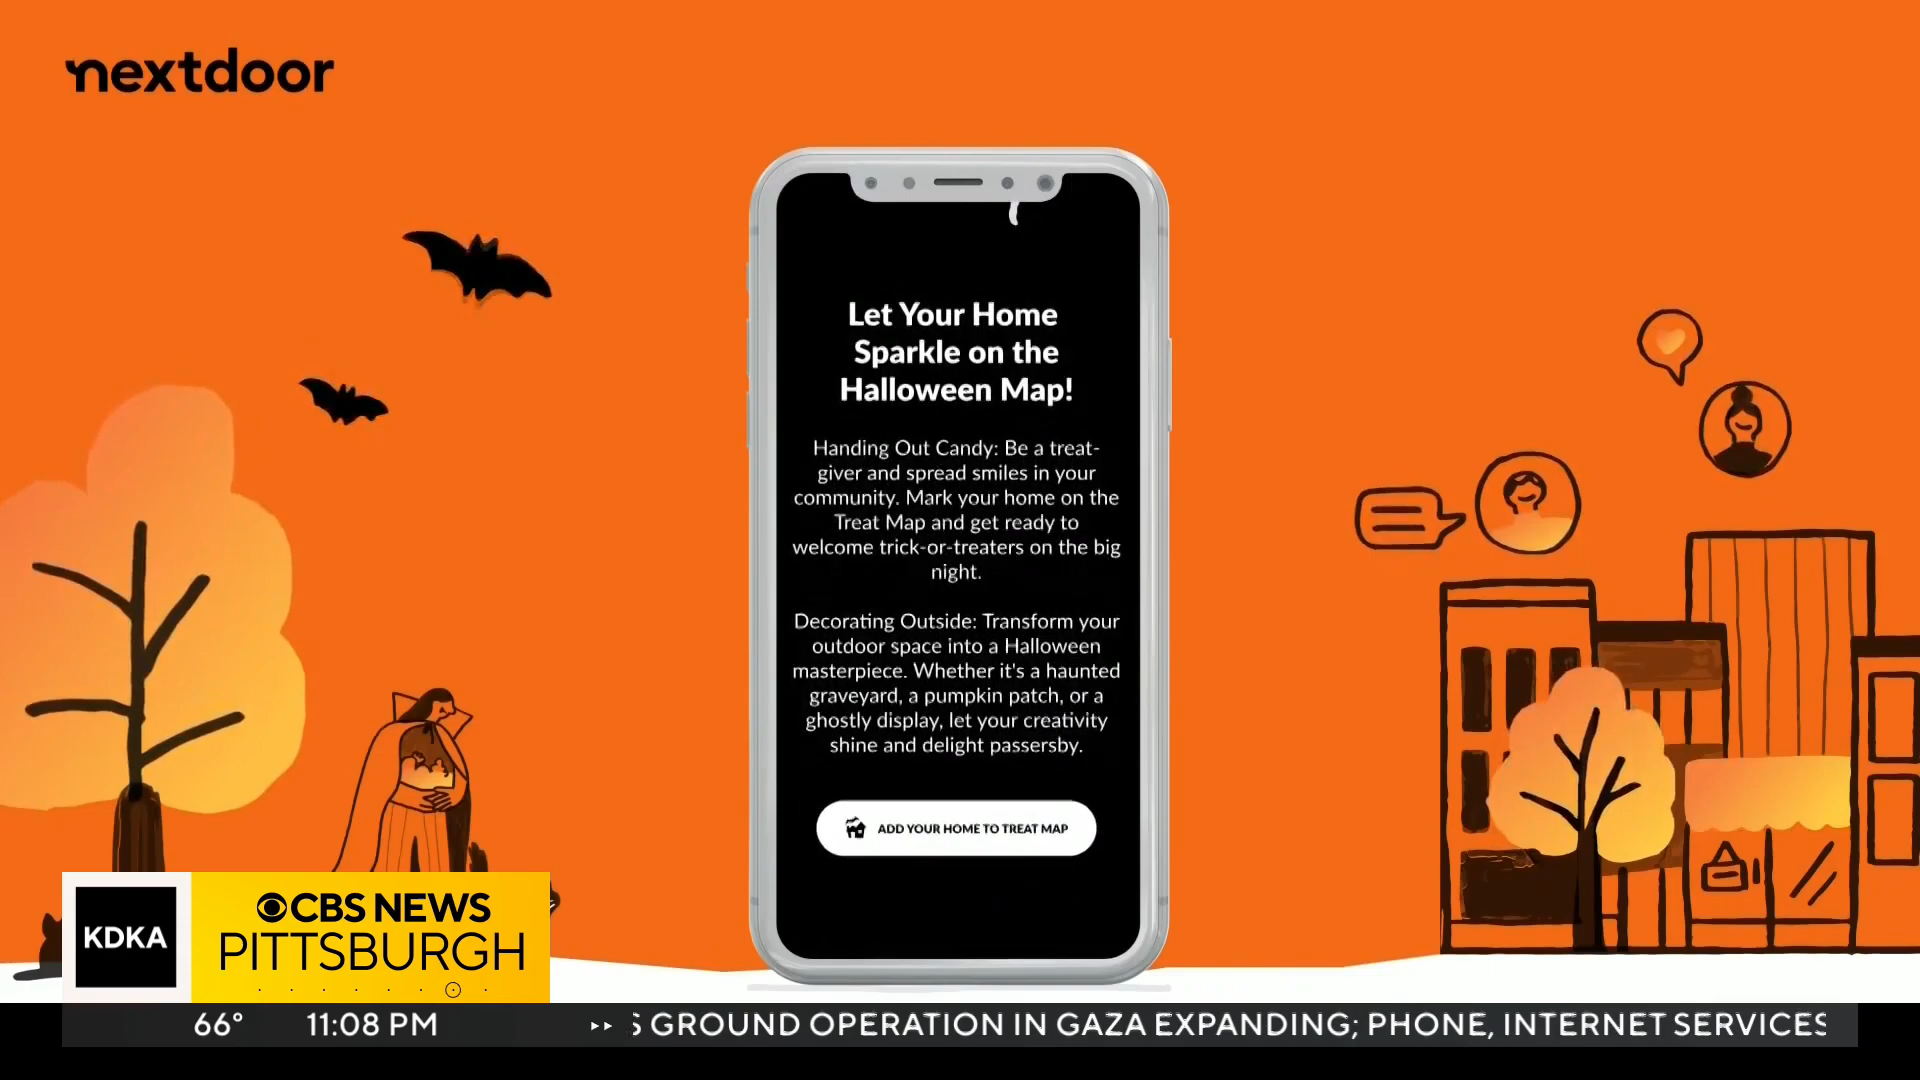 nextdoor
Let Your Home
Sparkle on the
Halloween Map!
Handing Out Candy: Be a treat-
giver and spread smiles in your
community. Mark your home on the
Treat Map and get ready to
welcome trick-or-treaters on the big
night.
Decorating Outside: Transform your
outdoor space into a Halloween
masterpiece. Whether it's a haunted
graveyard, a pumpkin patch, or a
ghostly display, let your creativity
shine and delight passersby.
ADD YOUR HOME TO TREAT MAP
KDKA
CBS NEWS
PITTSBURGH
66° 11:08 PM S GROUND OPERATION IN GAZA EXPANDING; PHONE, INTERNET SERVICES